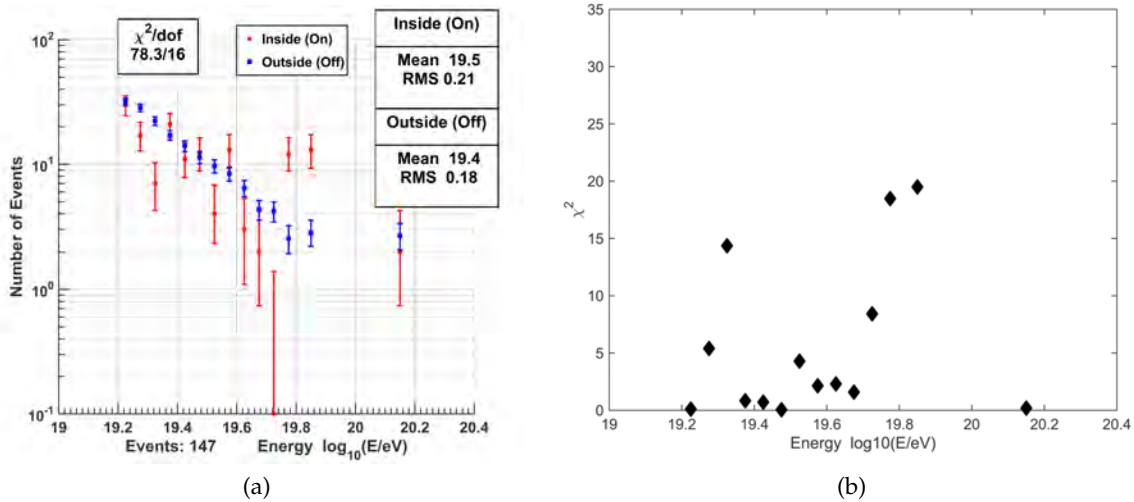 χ²/dof
78.3/16
Inside (On)
Outside (Off)
Inside (On)
Mean 19.5
RMS 0.21
Outside (Off)
Mean 19.4
RMS 0.18
Number of Events
10²
10¹
10⁰
10⁻¹
19 19.2 19.4 19.6 19.8 20 20.2 20.4
Events: 147 Energy log₁₀(E/eV)
(a)
χ²
35
30
25
20
15
10
5
0
19 19.2 19.4 19.6 19.8 20 20.2 20.4
Energy log10(E/eV)
(b)